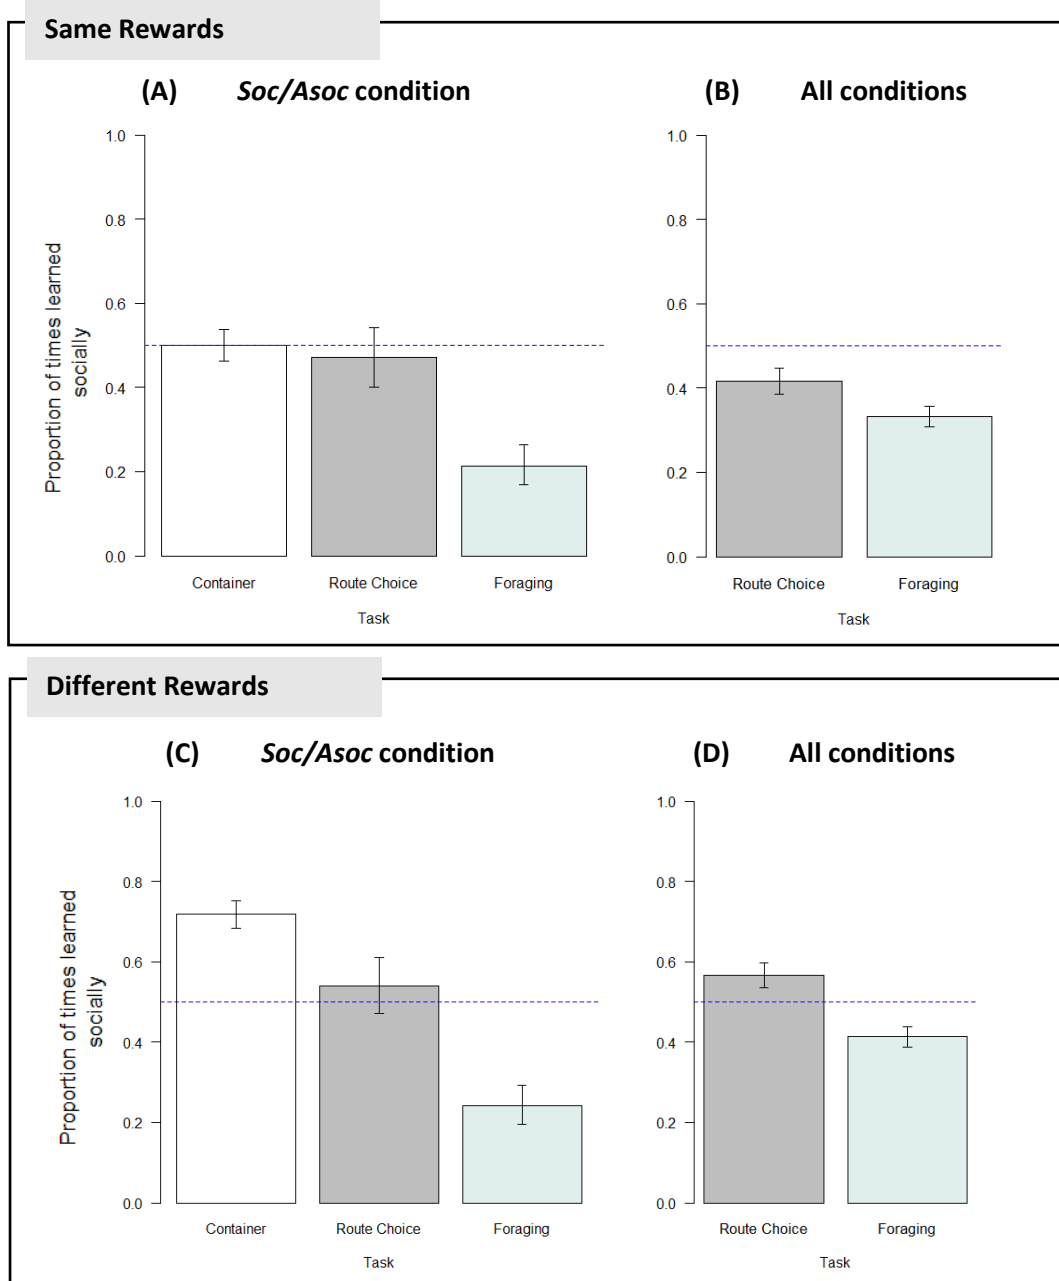 Same Rewards
(A) Soc/Asoc condition
1.0
0.8
0.6
0.4
0.2
0.0
Proportion of times learned
socially
Container Route Choice Foraging
Task
(B) All conditions
1.0
0.8
0.6
0.4
0.2
0.0
Route Choice Foraging
Task
Different Rewards
(C) Soc/Asoc condition
1.0
0.8
0.6
0.4
0.2
0.0
Proportion of times learned
socially
Container Route Choice Foraging
Task
(D) All conditions
1.0
0.8
0.6
0.4
0.2
0.0
Route Choice Foraging
Task